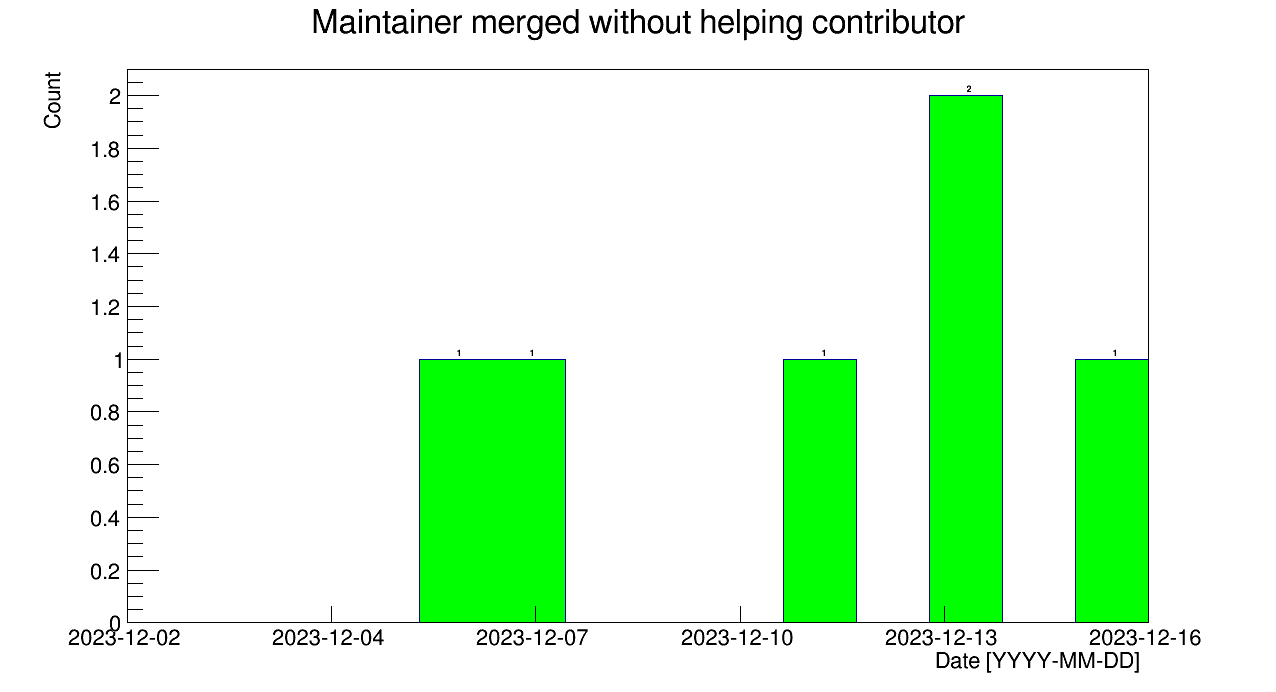 Maintainer merged without helping contributor
Count
2
1.8
1.6
1.4
1.2
1
0.8
0.6
0.4
0.2
0
1 1 1 2 1
2023-12-02 2023-12-04 2023-12-07 2023-12-10 2023-12-13 2023-12-16
Date [YYYY-MM-DD]